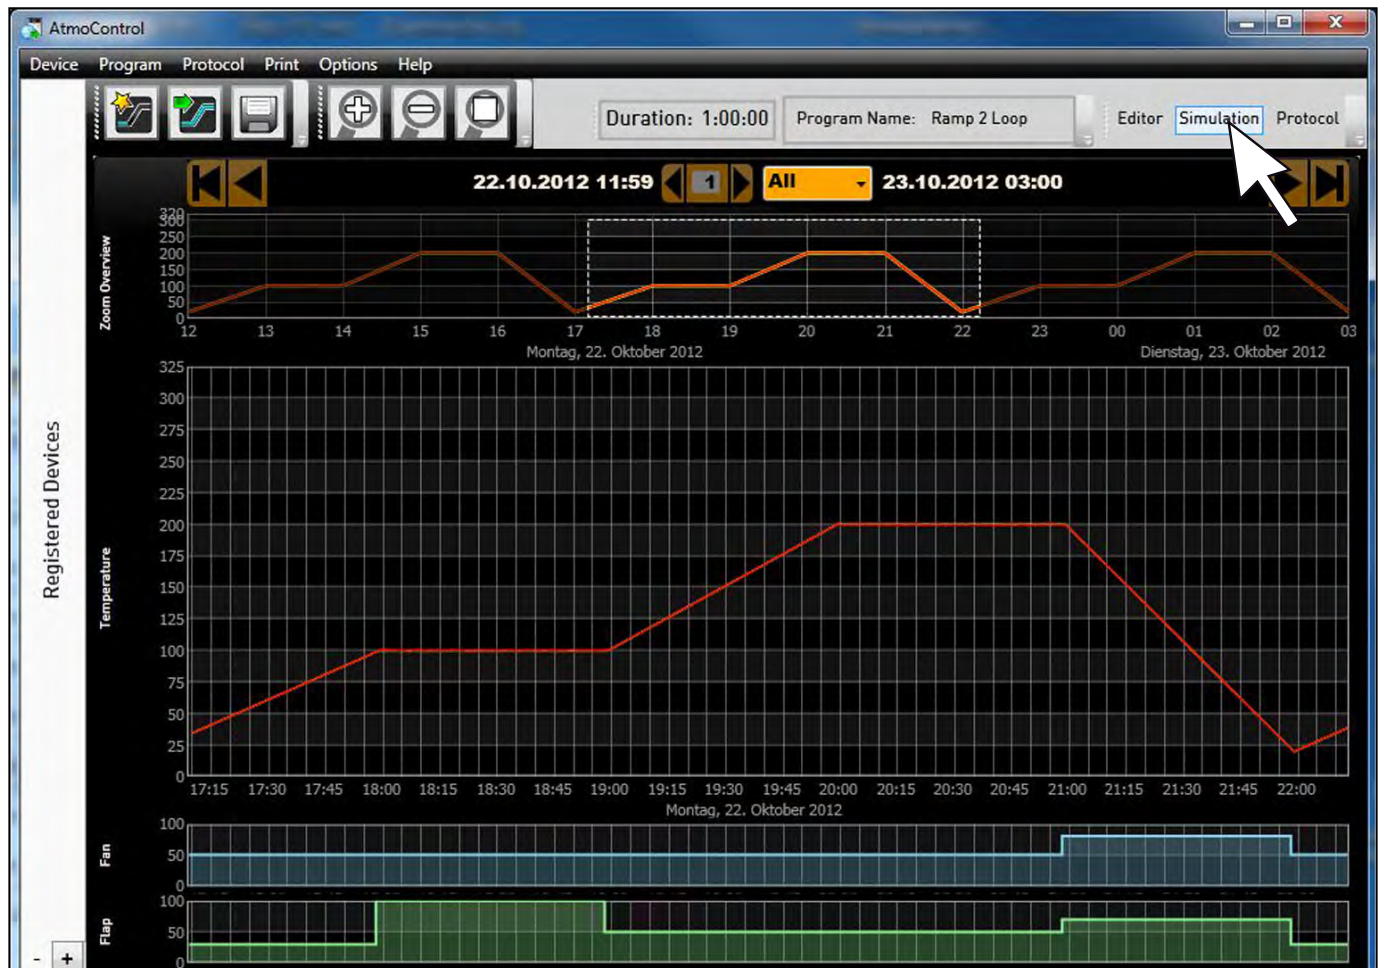 AtmoControl
Device Program Protocol Print Options Help
Duration: 1:00:00 Program Name: Ramp 2 Loop Editor Simulation Protocol
22.10.2012 11:59 1 All 23.10.2012 03:00
Zoom Overview
320
300
250
200
150
100
50
0
12 13 14 15 16 17 18 19 20 21 22 23 00 01 02 03
Montag, 22. Oktober 2012 Dienstag, 23. Oktober 2012
Registered Devices
Temperature
325
300
275
250
225
200
175
150
125
100
75
50
25
0
17:15 17:30 17:45 18:00 18:15 18:30 18:45 19:00 19:15 19:30 19:45 20:00 20:15 20:30 20:45 21:00 21:15 21:30 21:45 22:00
Montag, 22. Oktober 2012
Fan
100
50
0
Flap
100
50
0
- +